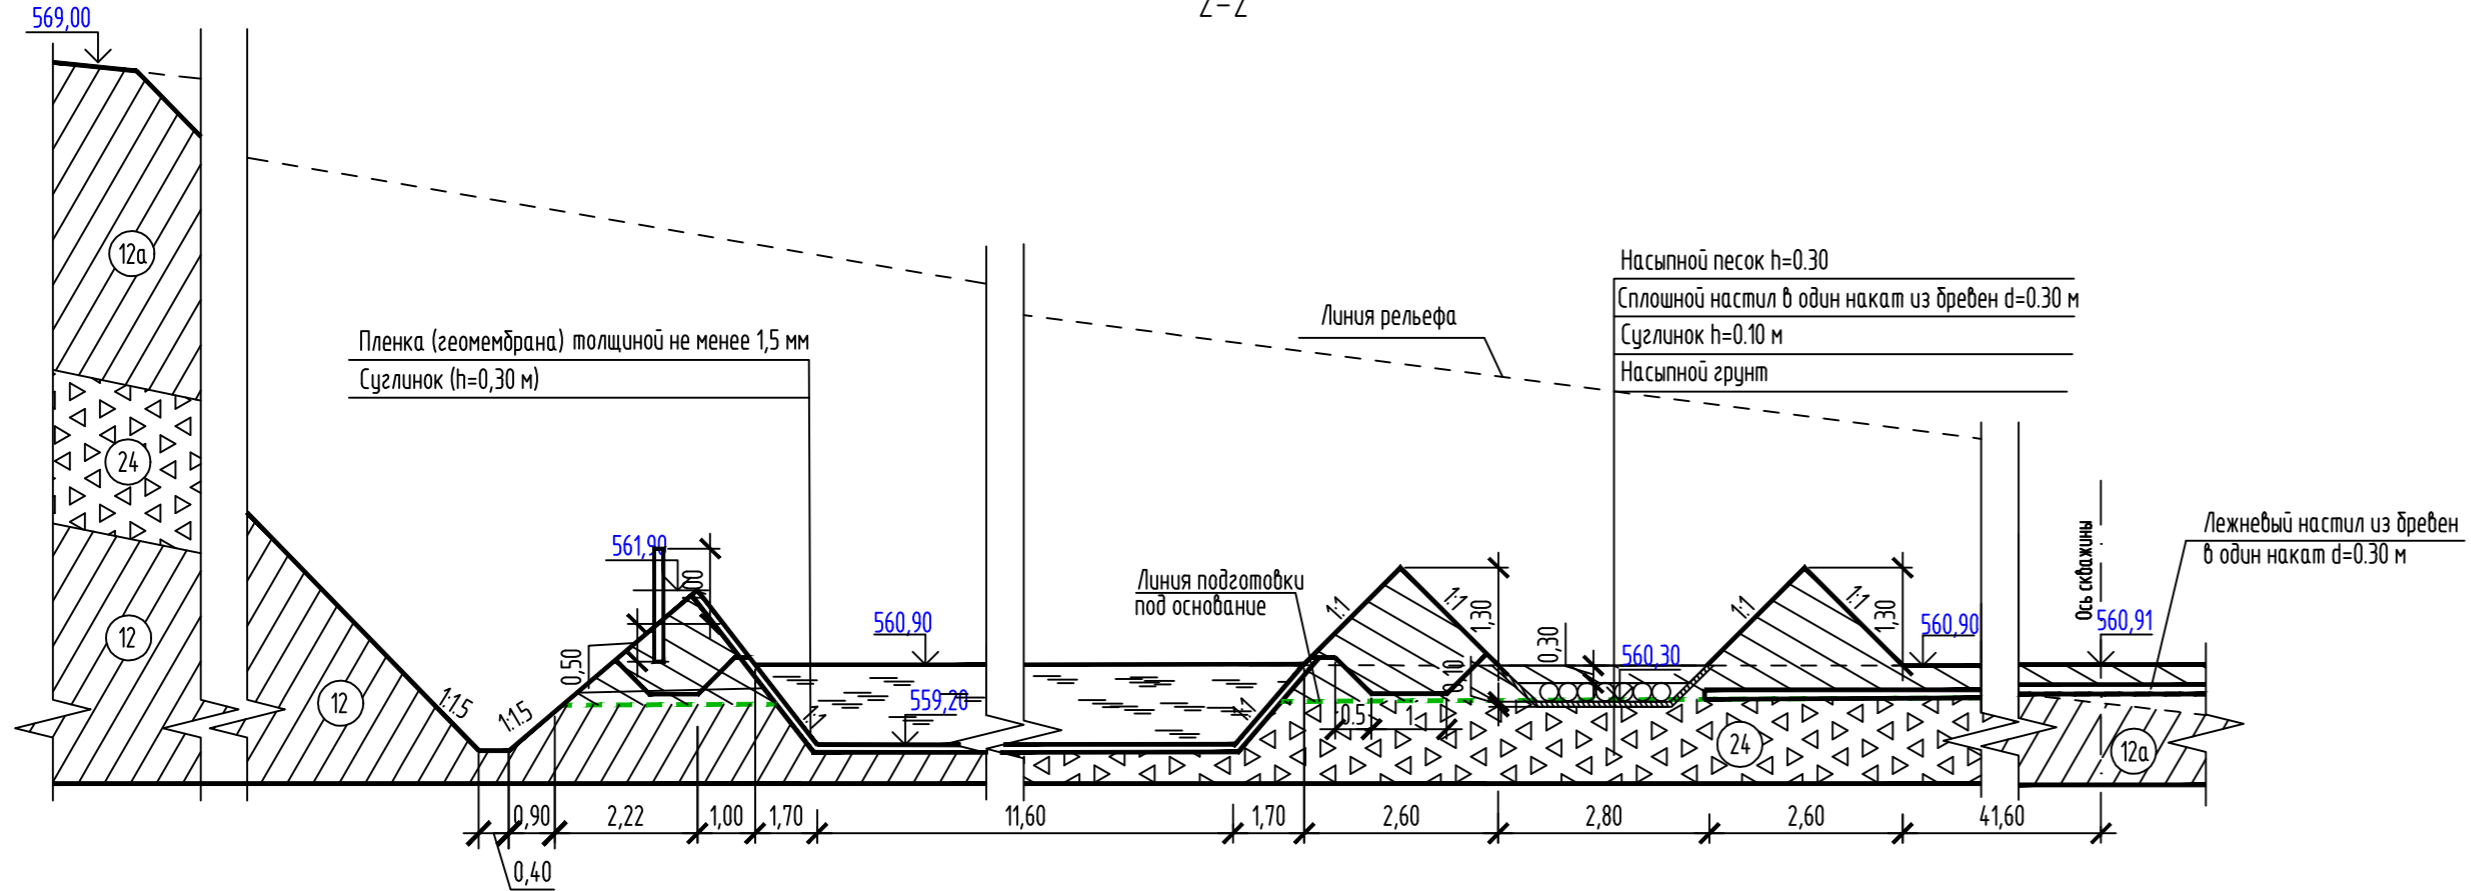 2-2
569,00
12а
24
12
12
Пленка (геомембрана) толщиной не менее 1,5 мм
Суглинок (h=0,30 м)
Линия рельефа
Насыпной песок h=0.30
Сплошной настил в один накат из бревен d=0.30 м
Суглинок h=0.10 м
Насыпной грунт
Лежневый настил из бревен
в один накат d=0.30 м
Ось скважины
561,90
0,50
1:1.5
1:1.5
560,90
559,20
1:1
1:1
Линия подготовки
под основание
1:1
1:1
1,30
0,10
0.5
1
0,30
560,30
1:1
1:1
1,30
560,90
560,91
24
12а
0,90
2,22
1,00
1,70
11,60
1,70
2,60
2,80
2,60
41,60
0,40